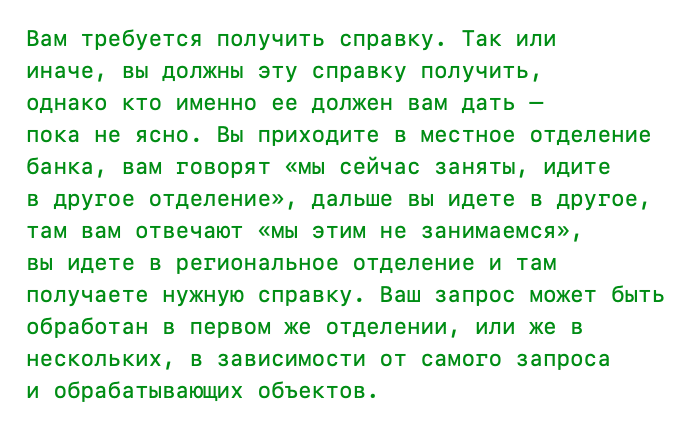 Вам требуется получить справку. Так или
иначе, вы должны эту справку получить,
однако кто именно ее должен вам дать —
пока не ясно. Вы приходите в местное отделение
банка, вам говорят «мы сейчас заняты, идите
в другое отделение», дальше вы идете в другое,
там вам отвечают «мы этим не занимаемся»,
вы идете в региональное отделение и там
получаете нужную справку. Ваш запрос может быть
обработан в первом же отделении, или же в
нескольких, в зависимости от самого запроса
и обрабатывающих объектов.